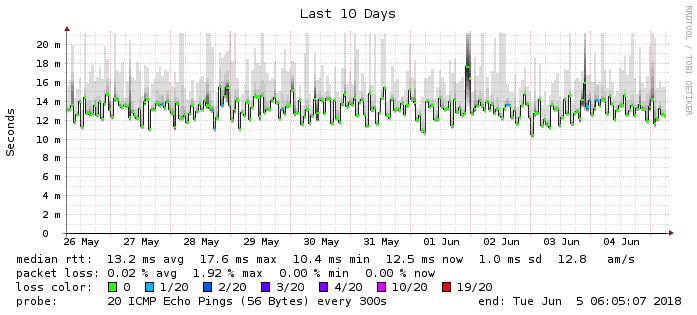 Last 10 Days
RRDTOOL / TOBI OETIKER
Seconds
20 m
18 m
16 m
14 m
12 m
10 m
8 m
6 m
4 m
2 m
0
26 May 27 May 28 May 29 May 30 May 31 May 01 Jun 02 Jun 03 Jun 04 Jun
median rtt: 13.2 ms avg 17.6 ms max 10.4 ms min 12.5 ms now 1.0 ms sd 12.8 am/s
packet loss: 0.02 % avg 1.92 % max 0.00 % min 0.00 % now
loss color: 0 1/20 2/20 3/20 4/20 10/20 19/20
probe: 20 ICMP Echo Pings (56 Bytes) every 300s end: Tue Jun 5 06:05:07 2018